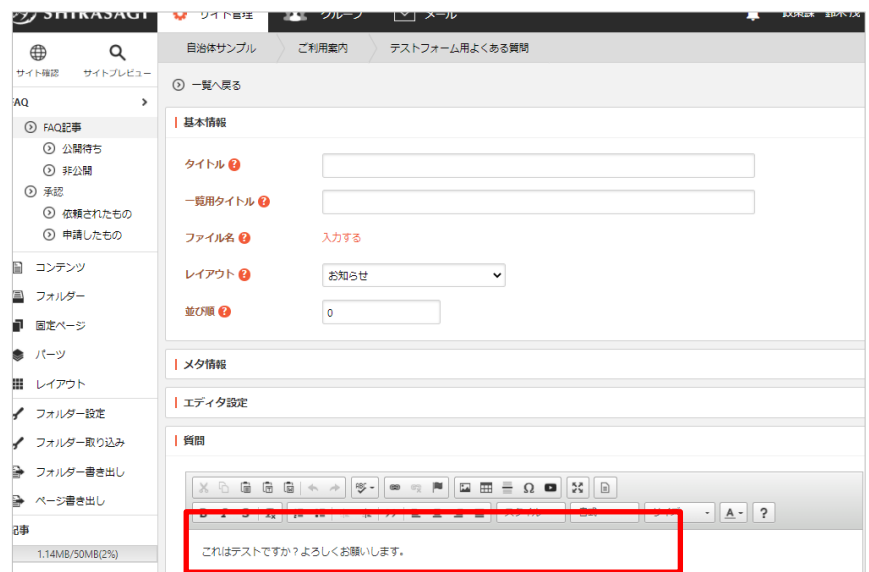 SHIRASAGI サイト管理 グループ メール 政策課 鈴木 茂
サイト確認 サイトプレビュー
自治体サンプル ご利用案内 テストフォーム用よくある質問
一覧へ戻る
FAQ
FAQ記事
公開待ち
非公開
承認
依頼されたもの
申請したもの
コンテンツ
フォルダー
固定ページ
パーツ
レイアウト
フォルダー設定
フォルダー取り込み
フォルダー書き出し
ページ書き出し
記事
1.14MB/50MB(2%)
基本情報
タイトル ?
一覧用タイトル ?
ファイル名 ? 入力する
レイアウト ? お知らせ
並び順 ? 0
メタ情報
エディタ設定
質問
A ?
これはテストですか？よろしくお願いします。